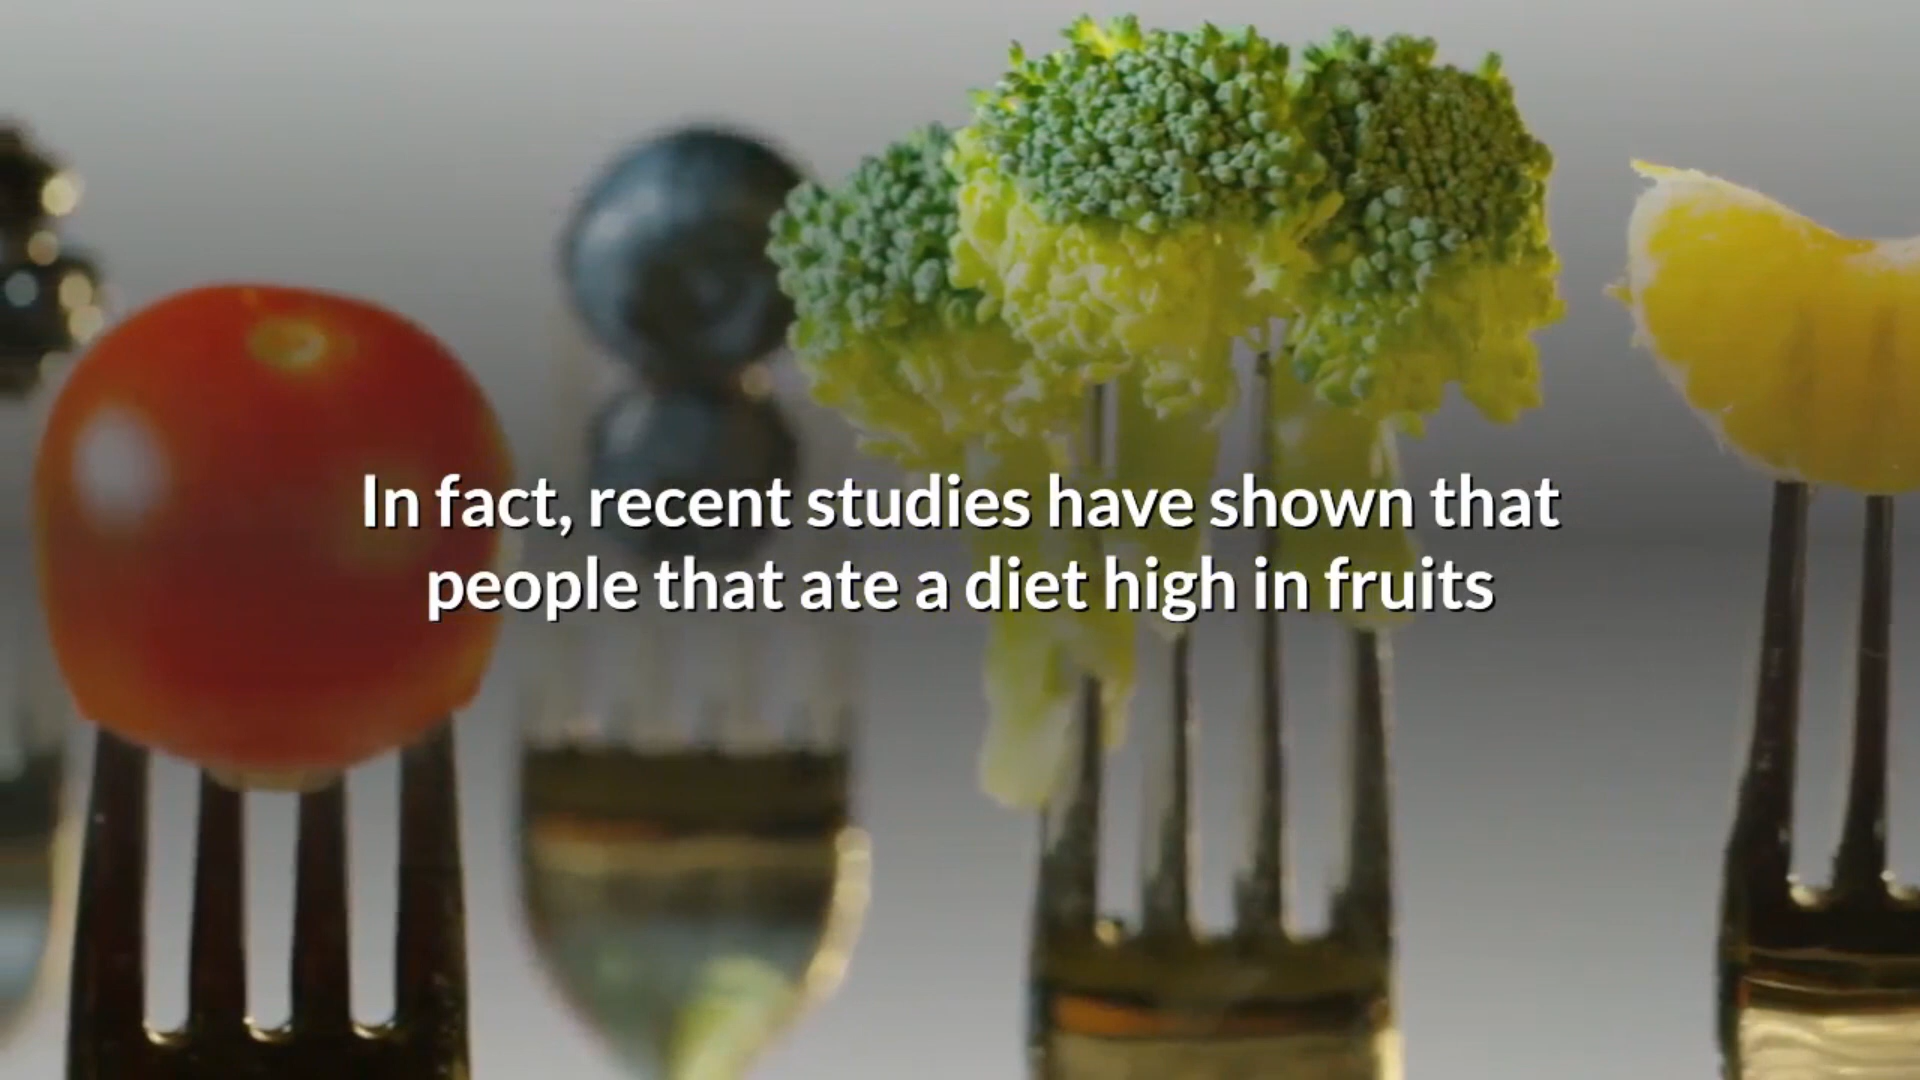 In fact, recent studies have shown that
people that ate a diet high in fruits